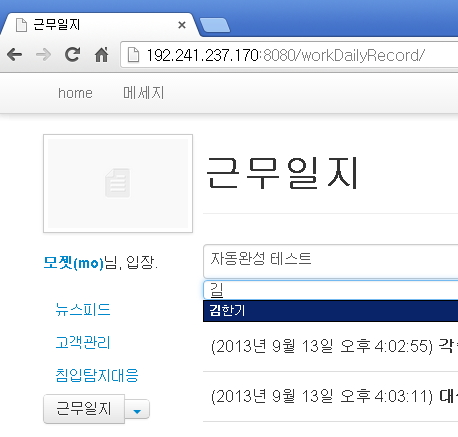 근무일지
192.241.237.170:8080/workDailyRecord/
home 메세지
근무일지
모젯(mo)님, 입장.
자동완성 테스트
길
김한기
뉴스피드
고객관리
침입탐지대응
근무일지
(2013년 9월 13일 오후 4:02:55)
(2013년 9월 13일 오후 4:03:11)